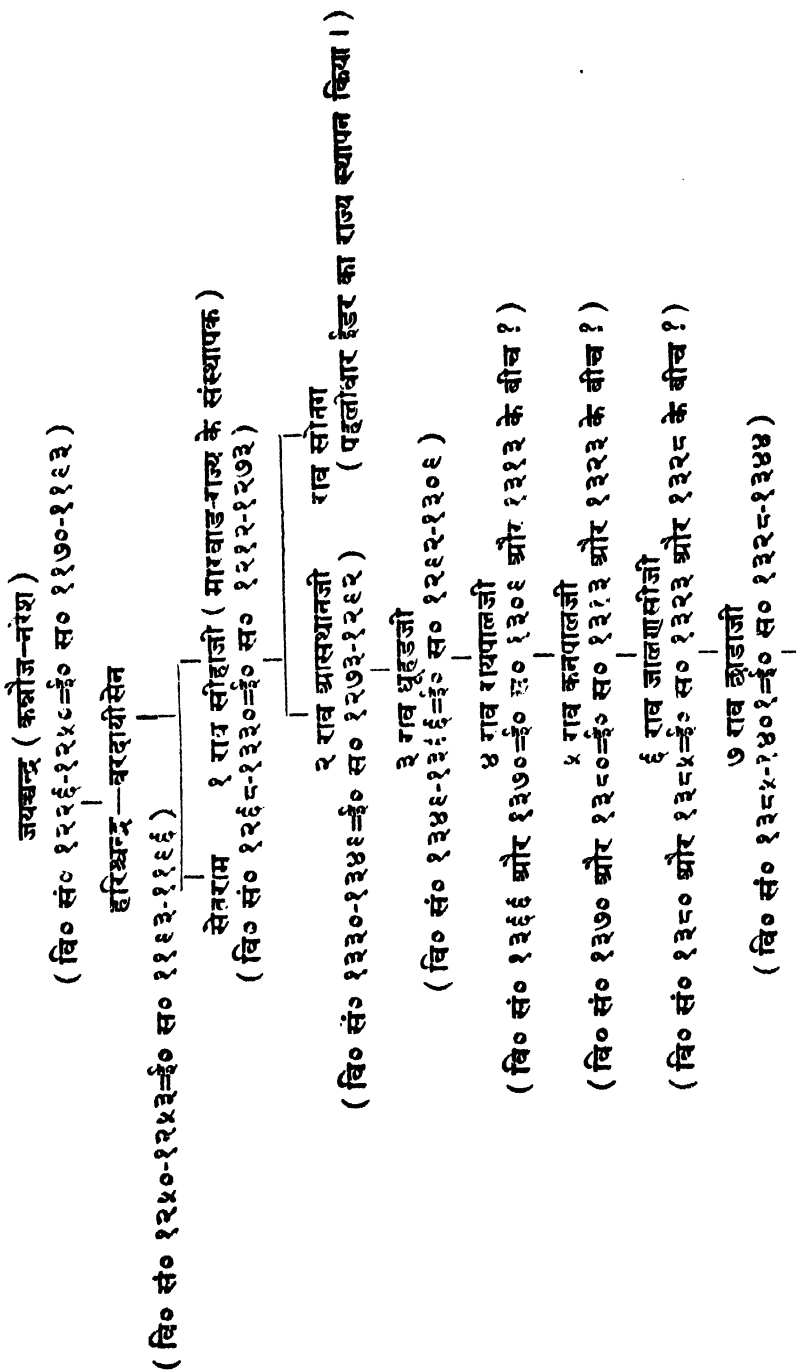 जयच्चन्द्र ( कन्नौज-नरेश )
( वि० सं० १२२६-१२५०=ई० स० ११७०-११९३
हरिश्चन्द्र—वरदायीसेन
( वि० सं० १२५०-१२५३=ई० स० ११९३-११९६ )
सेतराम १ राव सीहाजी ( मारवाड-राज्य के संस्थापक )
( वि० सं० १२६८-१३३०=ई० स० १२१२-१२७३ )
२ राव आसथानजी राव सोनग
( वि० सं० १३३०-१३४९=ई० स० १२७३-१२९२ ) ( पहलीवार ईडर का राज्य स्थापन किया । )
३ राव धूहडजी
( वि० सं० १३४९-१३६६=ई० स० १२९२-१३०९ )
४ राव रायपालजी
( वि० सं० १३६६ और १३७०=ई० स० १३०९ और १३१३ के बीच ? )
५ राव कनपालजी
( वि० सं० १३७० और १३८०=ई० स० १३१३ और १३२३ के बीच ? )
६ राव जालणसीजी
( वि० सं० १३८० और १३८५=ई० स० १३२३ और १३२८ के बीच ? )
७ राव छाडाजी
( वि० सं० १३८५-१४०१=ई० स० १३२८-१३४४ )